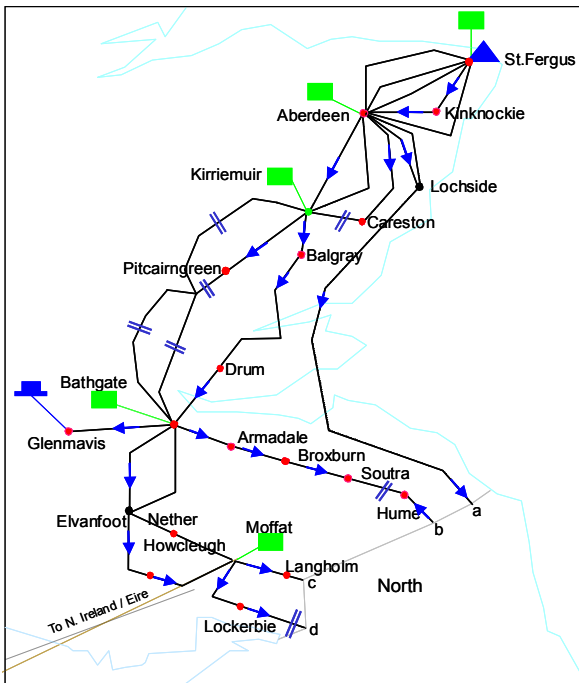 St.Fergus
Aberdeen
Kinknockie
Kirriemuir
Lochside
Careston
Balgray
Pitcairngreen
Drum
Bathgate
Glenmavis
Armadale
Broxburn
Soutra
Hume
a
b
Elvanfoot
Nether
Howcleugh
Moffat
Langholm
c
North
To N. Ireland / Eire
Lockerbie
d